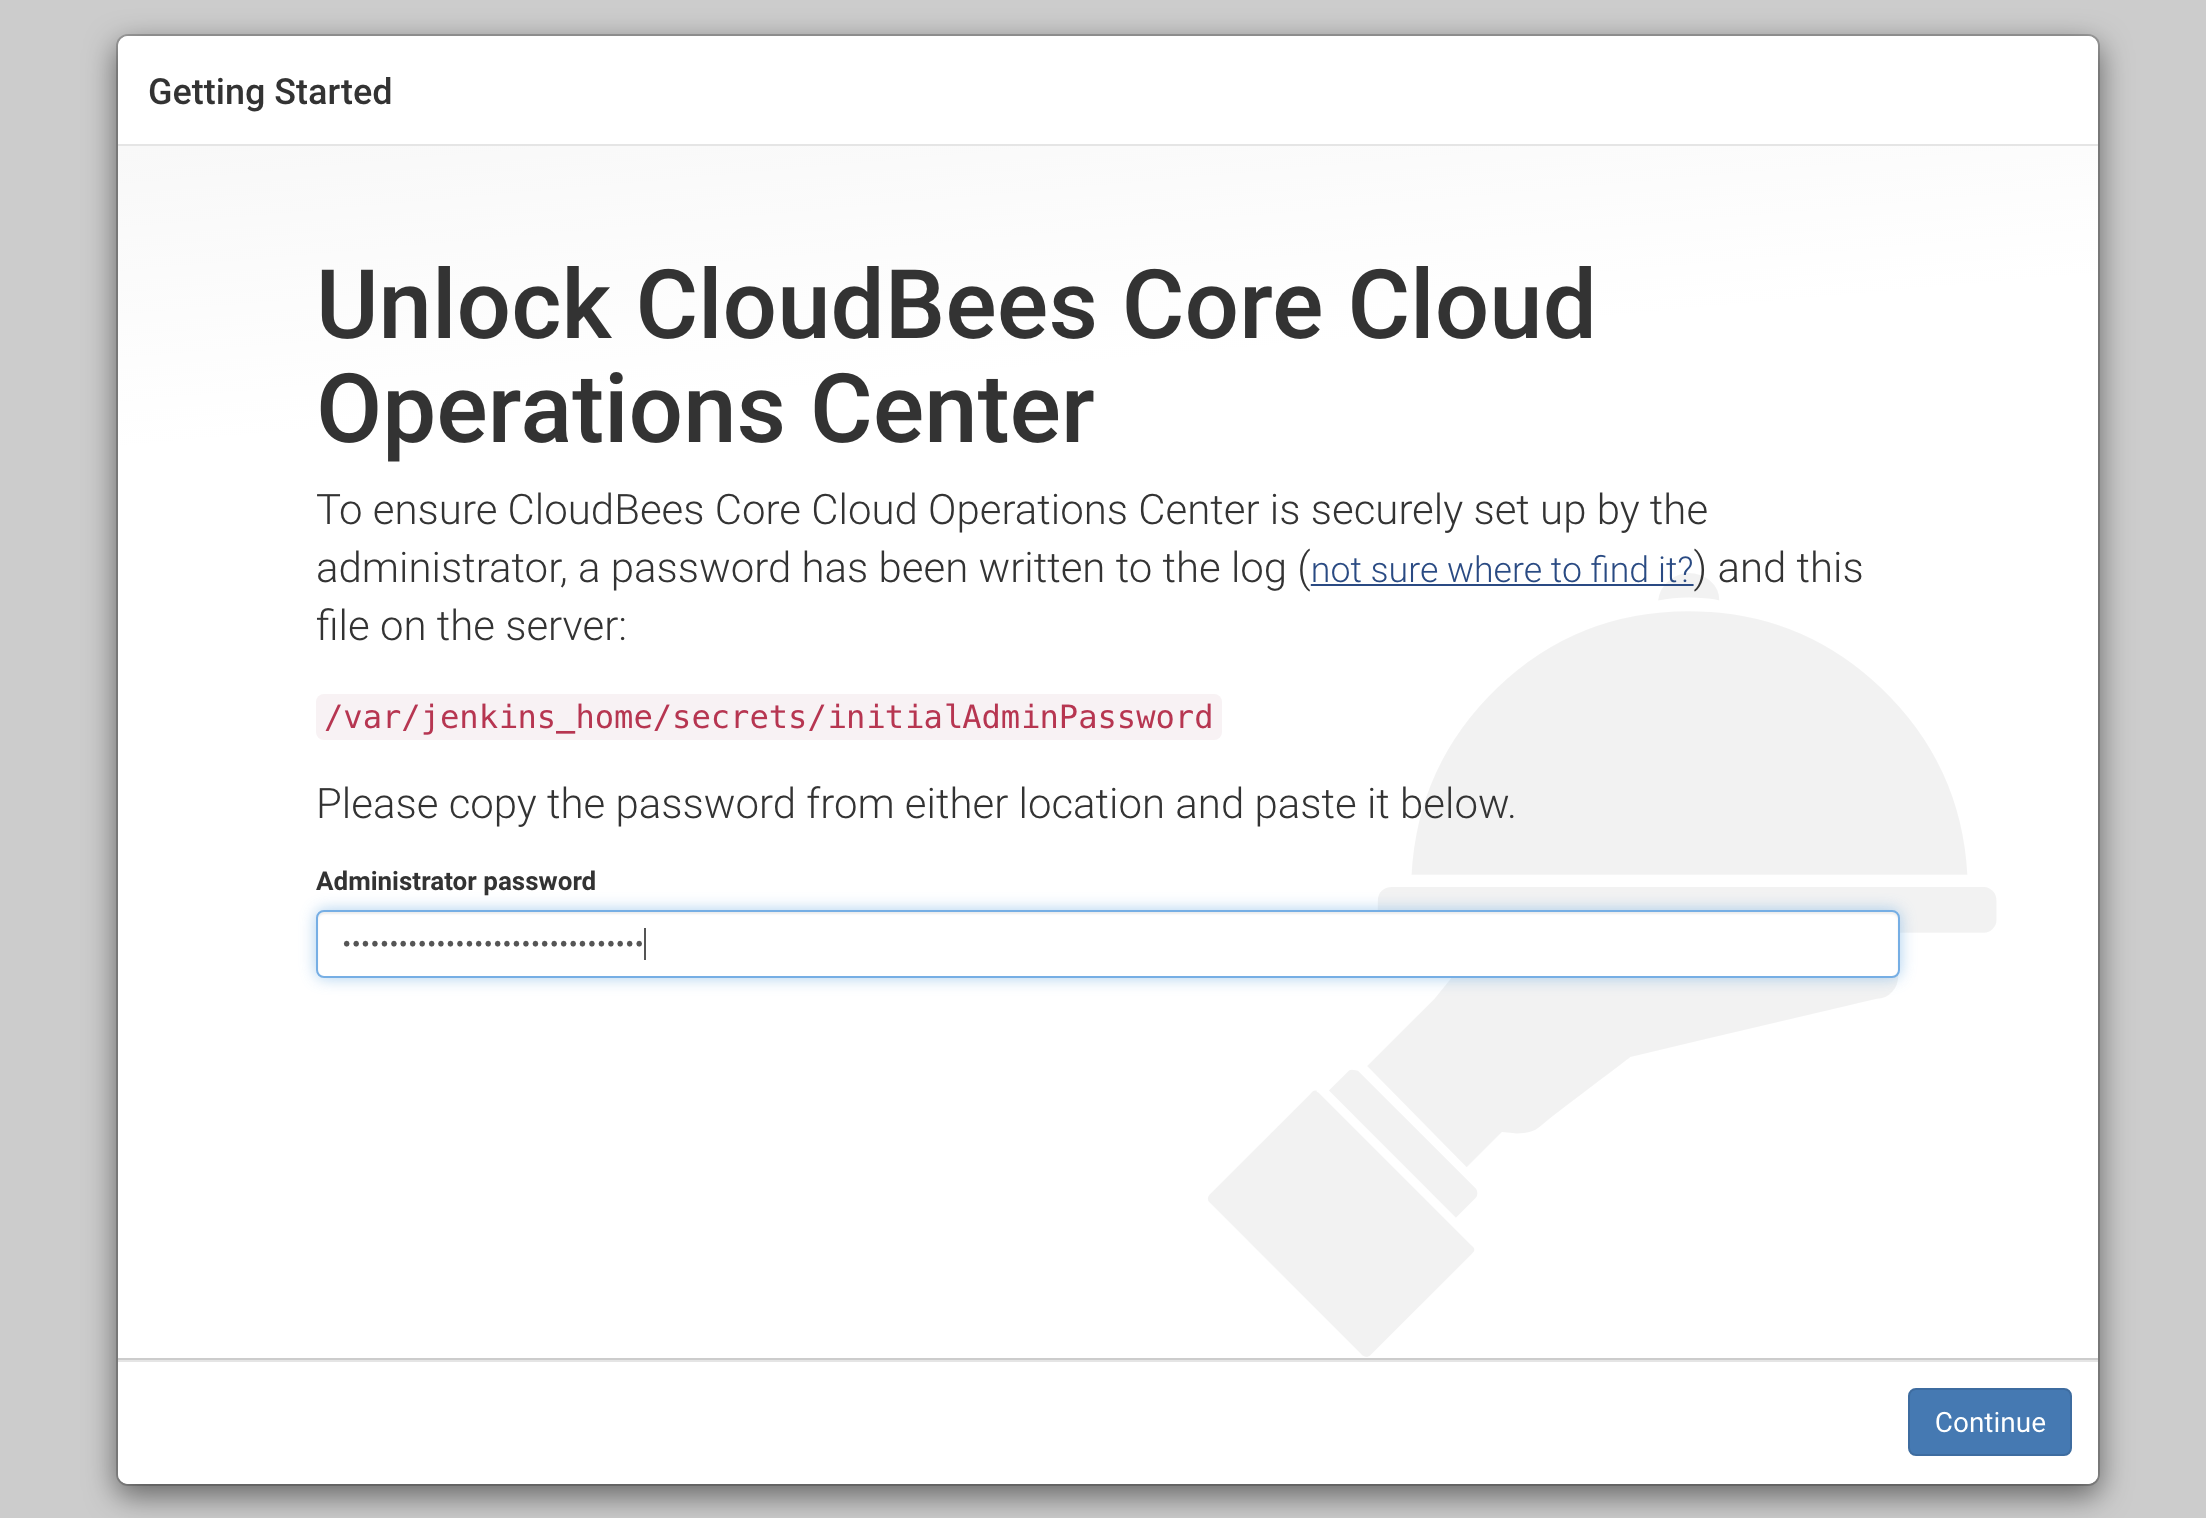 Getting Started
Unlock CloudBees Core Cloud
Operations Center
To ensure CloudBees Core Cloud Operations Center is securely set up by the
administrator, a password has been written to the log (not sure where to find it?) and this
file on the server:
/var/jenkins_home/secrets/initialAdminPassword
Please copy the password from either location and paste it below.
Administrator password
••••••••••••••••••••••••••••••••
Continue